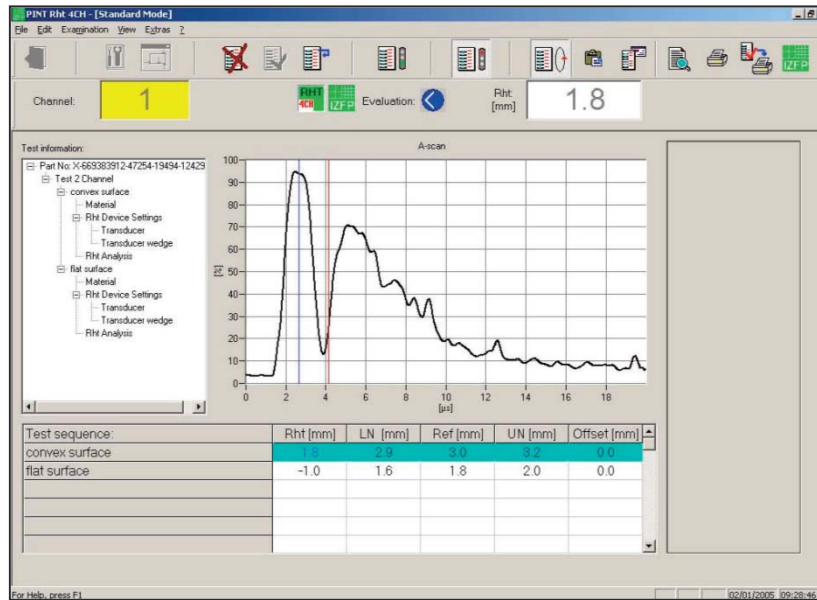 PINT Rht 4CH - [Standard Mode]
File Edit Examination View Extras ?
IZFP
Channel: 1 RHT 4CH IZFP Evaluation: Rht: [mm] 1.8
Test information:
Part No: X-669383912-47254-19494-12429
Test 2 Channel
convex surface
Material
Rht Device Settings
Transducer
Transducer wedge
Rht Analysis
flat surface
Material
Rht Device Settings
Transducer
Transducer wedge
Rht Analysis
A-scan
100
90
80
70
60
50
40
30
20
10
0
[%]
0 2 4 6 8 10 12 14 16 18
[µs]
Test sequence: Rht [mm] LN [mm] Ref [mm] UN [mm] Offset [mm]
convex surface 1.8 2.9 3.0 3.2 0.0
flat surface -1.0 1.6 1.8 2.0 0.0
For Help, press F1 02/01/2005 09:28:46